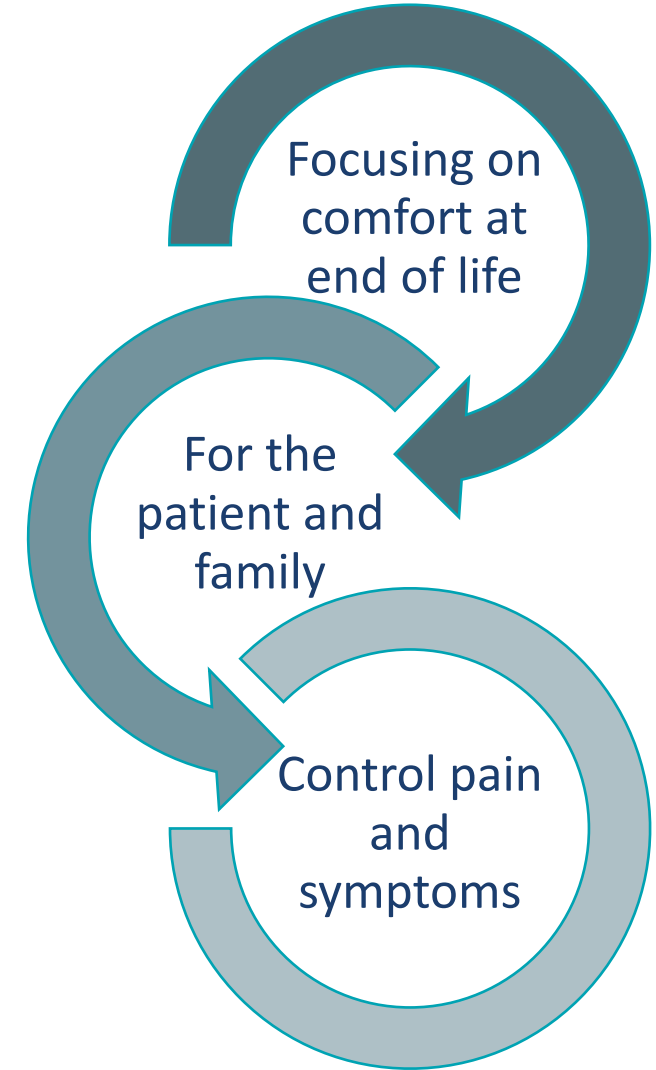 Focusing on
comfort at
end of life
For the
patient and
family
Control pain
and
symptoms